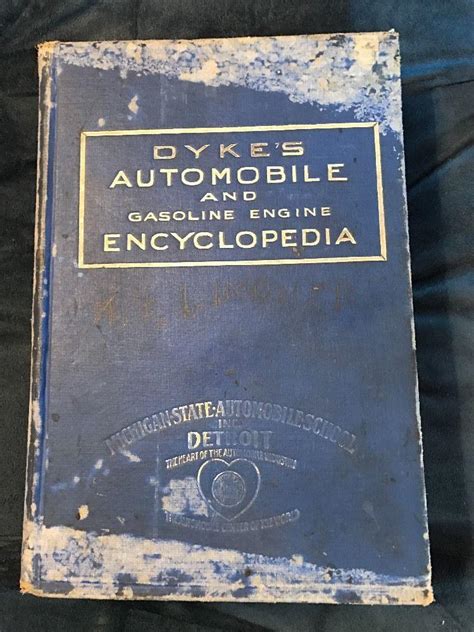 DYKE'S
AUTOMOBILE
AND
GASOLINE ENGINE
ENCYCLOPEDIA
MICHIGAN·STATE·AUTOMOBILE·SCHOOL
INC
DETROIT
THE HEART OF THE AUTOMOBILE INDUSTRY